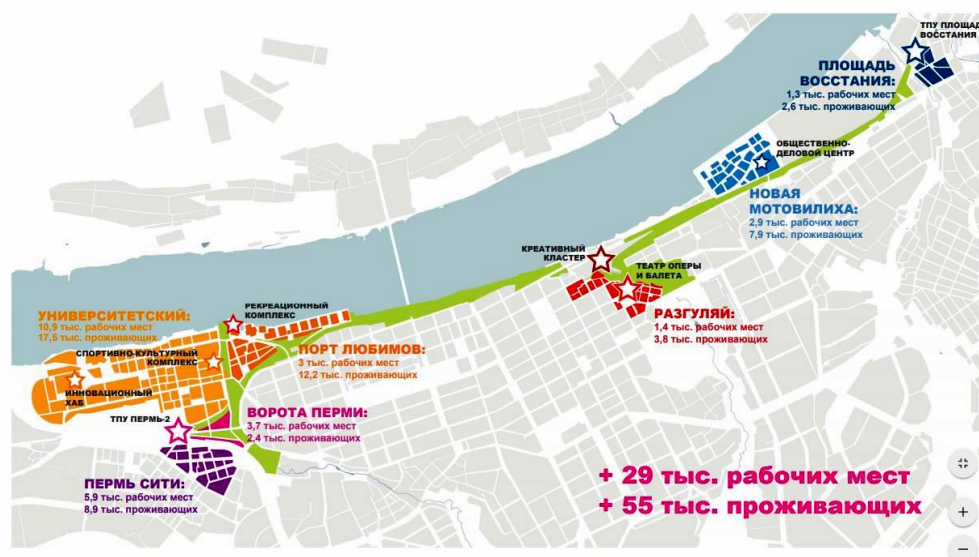 ТПУ ПЛОЩАД
ВОССТАНИЯ
ПЛОЩАДЬ
ВОССТАНИЯ:
1,3 тыс. рабочих мест
2,6 тыс. проживающих
ОБЩЕСТВЕННО-
ДЕЛОВОЙ ЦЕНТР
НОВАЯ
МОТОВИЛИХА:
2,9 тыс. рабочих мест
7,9 тыс. проживающих
КРЕАТИВНЫЙ
КЛАСТЕР
ТЕАТР ОПЕРЫ
И БАЛЕТА
РАЗГУЛЯЙ:
1,4 тыс. рабочих мест
3,8 тыс. проживающих
РЕКРЕАЦИОННЫЙ
КОМПЛЕКС
УНИВЕРСИТЕТСКИЙ:
10,9 тыс. рабочих мест
17,5 тыс. проживающих
СПОРТИВНО-КУЛЬТУРНЫЙ
КОМПЛЕКС
ПОРТ ЛЮБИМОВ:
3 тыс. рабочих мест
12,2 тыс. проживающих
ИННОВАЦИОННЫЙ
ХАБ
ТПУ ПЕРМЬ-2
ВОРОТА ПЕРМИ:
3,7 тыс. рабочих мест
2,4 тыс. проживающих
ПЕРМЬ СИТИ:
5,9 тыс. рабочих мест
8,9 тыс. проживающих
+ 29 тыс. рабочих мест
+ 55 тыс. проживающих